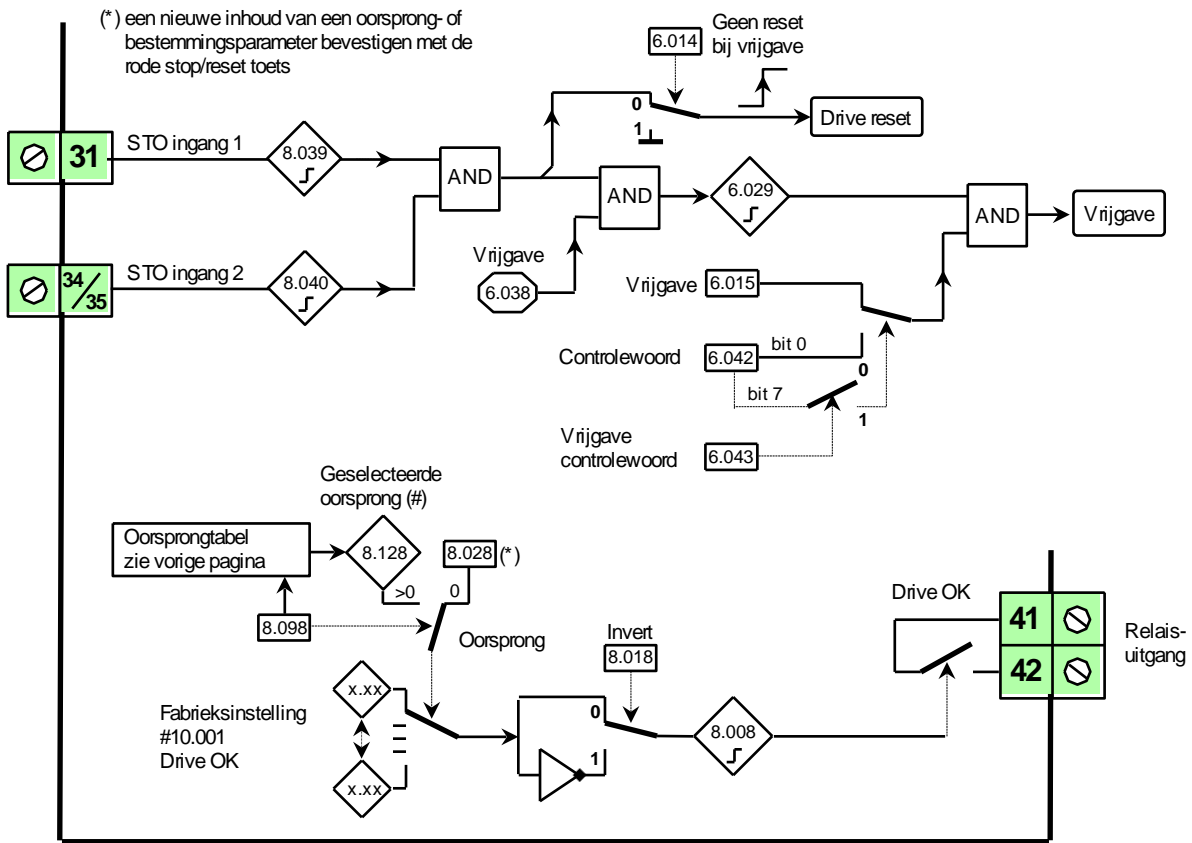 (*) een nieuwe inhoud van een oorsprong- of
bestemmingsparameter bevestigen met de
rode stop/reset toets
6.014
Geen reset
bij vrijgave
0
1
Drive reset
31
STO ingang 1
8.039
AND
AND
6.029
AND
Vrijgave
34/35
STO ingang 2
8.040
Vrijgave
6.038
Vrijgave
6.015
Controlewoord
6.042
bit 0
bit 7
0
1
Vrijgave
controlewoord
6.043
Geselecteerde
oorsprong (#)
Oorsprongtabel
zie vorige pagina
8.128
8.028
(*)
>0
0
8.098
Oorsprong
Invert
8.018
Drive OK
41
42
Relais-
uitgang
x.xx
Fabrieksinstelling
#10.001
Drive OK
x.xx
0
1
8.008